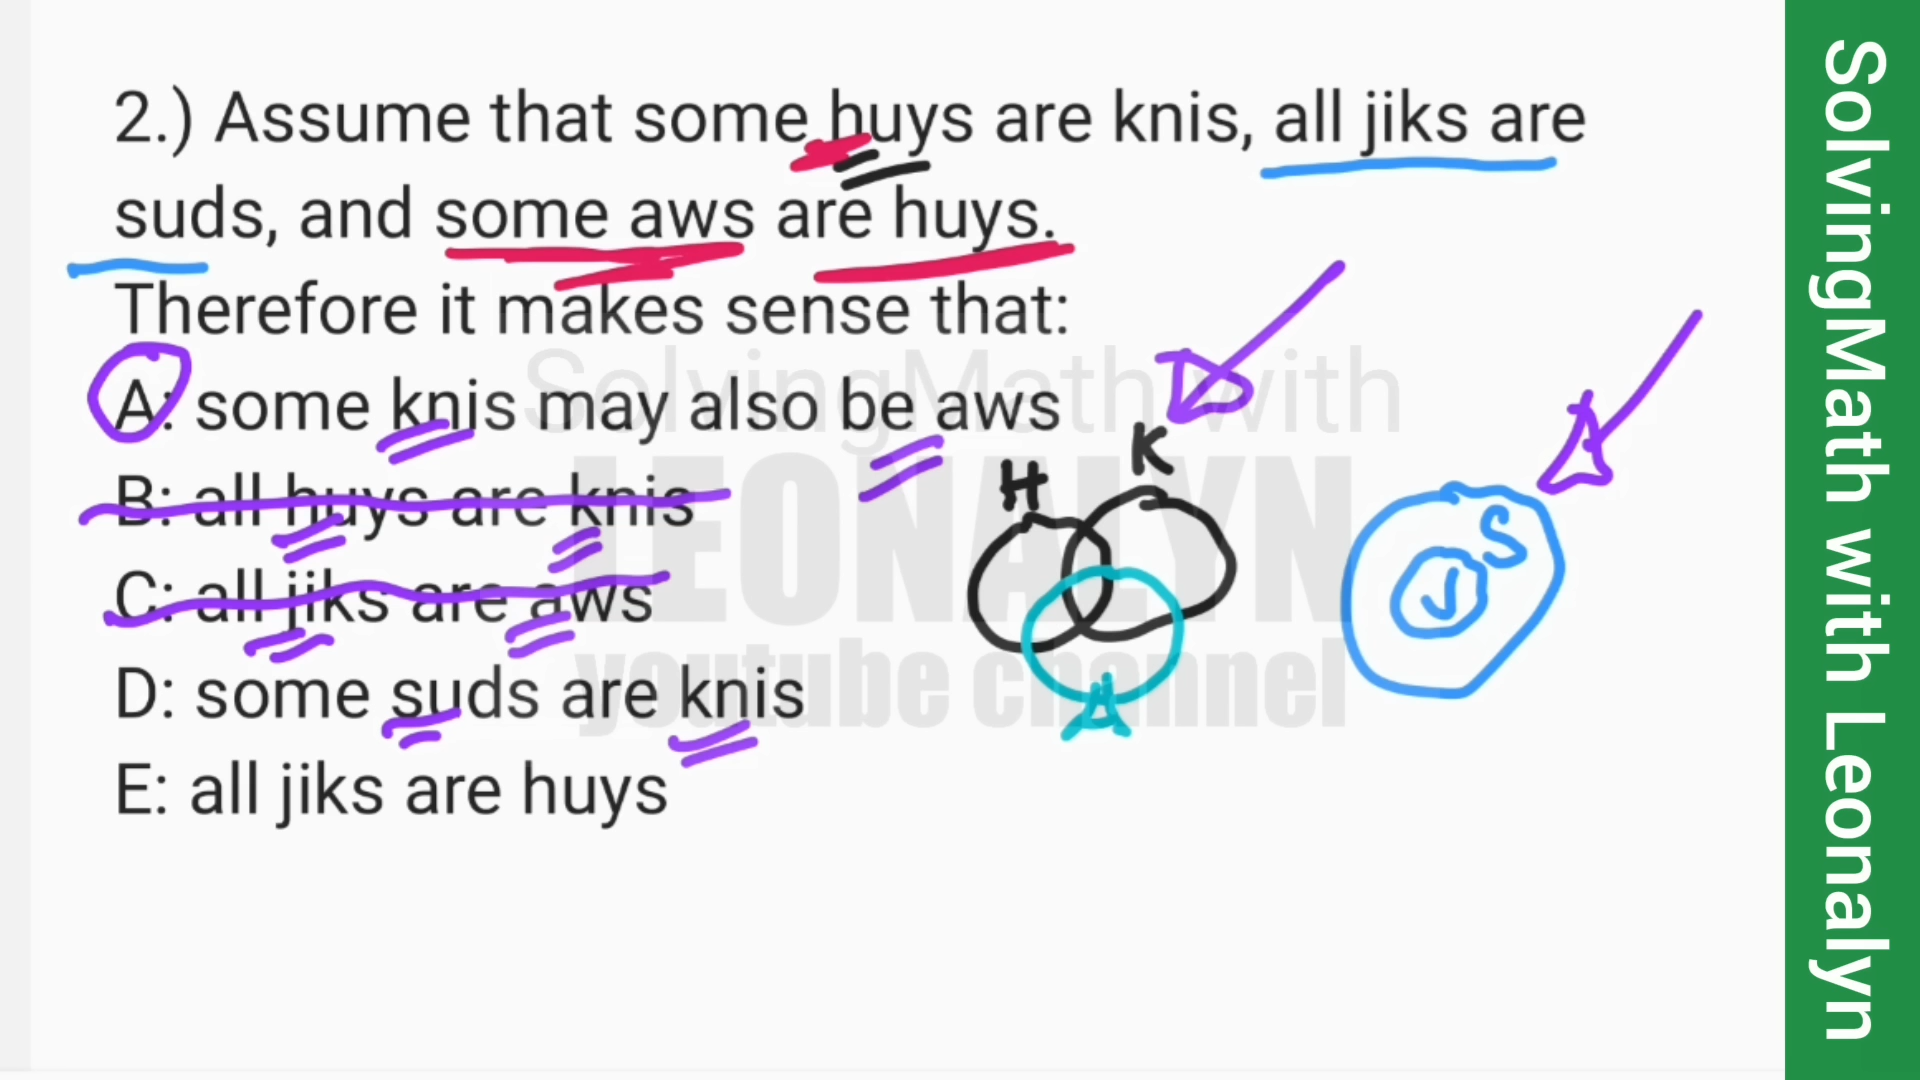 2.) Assume that some huys are knis, all jiks are
suds, and some aws are huys.
Therefore it makes sense that:
A: some knis may also be aws
B: all huys are knis
C: all jiks are aws
D: some suds are knis
E: all jiks are huys
H
K
A
S
J
SolvingMath with
LEONALYN
youtube channel
SolvingMath with Leonalyn